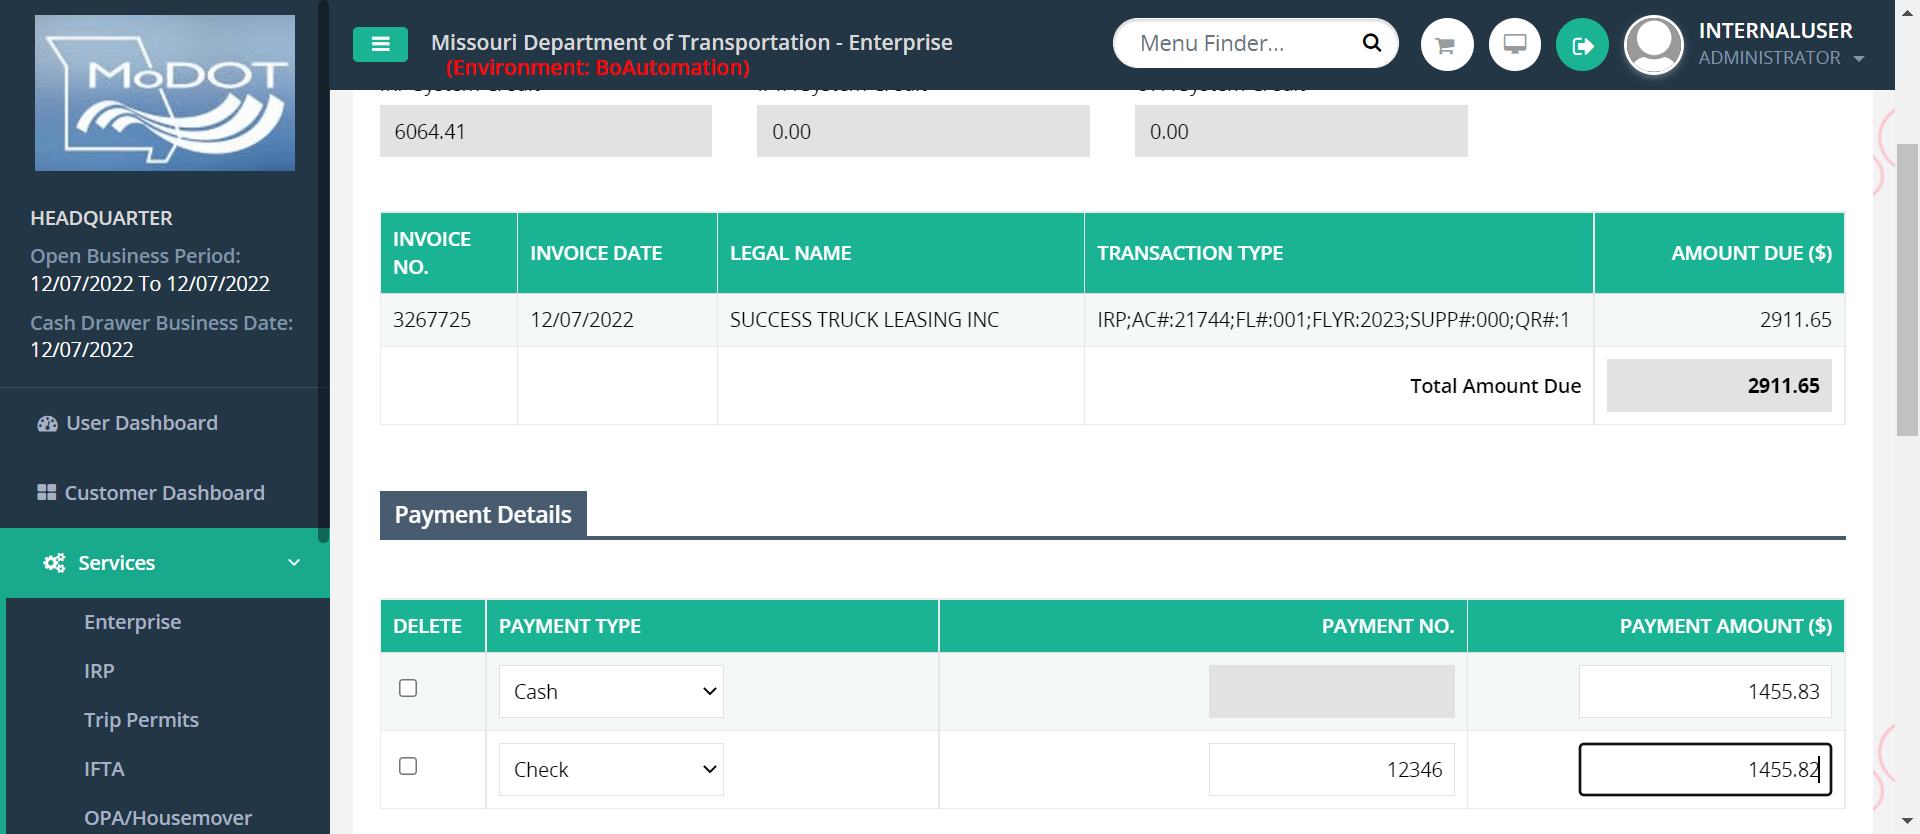 MoDOT
Missouri Department of Transportation - Enterprise
(Environment: BoAutomation)
Menu Finder...
INTERNALUSER
ADMINISTRATOR
HEADQUARTER
Open Business Period:
12/07/2022 To 12/07/2022
Cash Drawer Business Date:
12/07/2022
User Dashboard
Customer Dashboard
Services
Enterprise
IRP
Trip Permits
IFTA
OPA/Housemover
6064.41 0.00 0.00
INVOICE NO. INVOICE DATE LEGAL NAME TRANSACTION TYPE AMOUNT DUE ($)
3267725 12/07/2022 SUCCESS TRUCK LEASING INC IRP;AC#:21744;FL#:001;FLYR:2023;SUPP#:000;QR#:1 2911.65
Total Amount Due 2911.65
Payment Details
DELETE PAYMENT TYPE PAYMENT NO. PAYMENT AMOUNT ($)
Cash 1455.83
Check 12346 1455.82